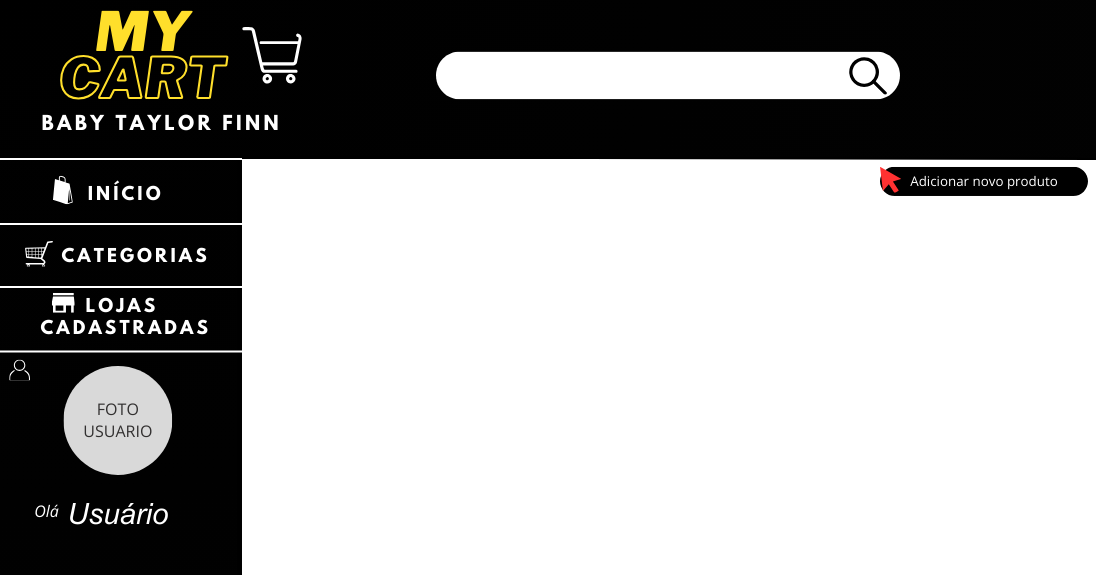 MY
CART
BABY TAYLOR FINN
Adicionar novo produto
INÍCIO
CATEGORIAS
LOJAS
CADASTRADAS
FOTO
USUARIO
Olá Usuário